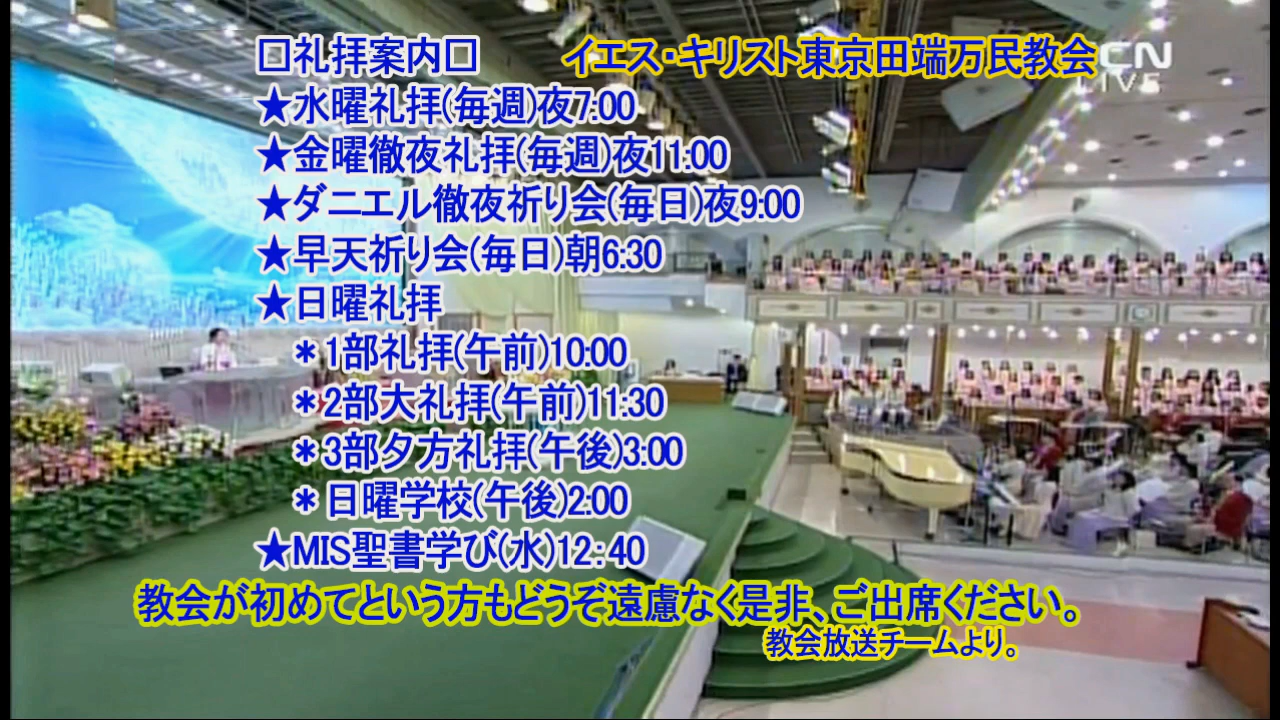 □礼拝案内□　イエス・キリスト東京田端万民教会
CN
LIVE
★水曜礼拝(毎週)夜7:00
★金曜徹夜礼拝(毎週)夜11:00
★ダニエル徹夜祈り会(毎日)夜9:00
★早天祈り会(毎日)朝6:30
★日曜礼拝
＊1部礼拝(午前)10:00
＊2部大礼拝(午前)11:30
＊3部夕方礼拝(午後)3:00
＊日曜学校(午後)2:00
★MIS聖書学び(水)12：40
教会が初めてという方もどうぞ遠慮なく是非、ご出席ください。
教会放送チームより。